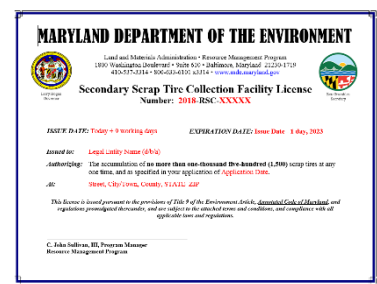 MARYLAND DEPARTMENT OF THE ENVIRONMENT
Land and Materials Administration • Resource Management Program
1800 Washington Boulevard • Suite 610 • Baltimore, Maryland 21230-1719
410-537-3314 • 800-633-6101 x3314 • www.mde.maryland.gov
Secondary Scrap Tire Collection Facility License
Number: 2018-RSC-XXXXX
Larry Hogan
Governor
Secretary
ISSUE DATE: Today + 9 working days
EXPIRATION DATE: Issue Date 1 day, 2023
Issued to: Legal Entity Name (d/b/a)
Authorizing: The accumulation of no more than one-thousand five-hundred (1,500) scrap tires at any
one time, and as specified in your application of Application Date.
At: Street, City/Town, County, STATE ZIP
This license is issued pursuant to the provisions of Title 9 of the Environment Article, Annotated Code of Maryland, and
regulations promulgated thereunder, and are subject to the attached terms and conditions, and compliance with all
applicable laws and regulations.
C. John Sullivan, III, Program Manager
Resource Management Program